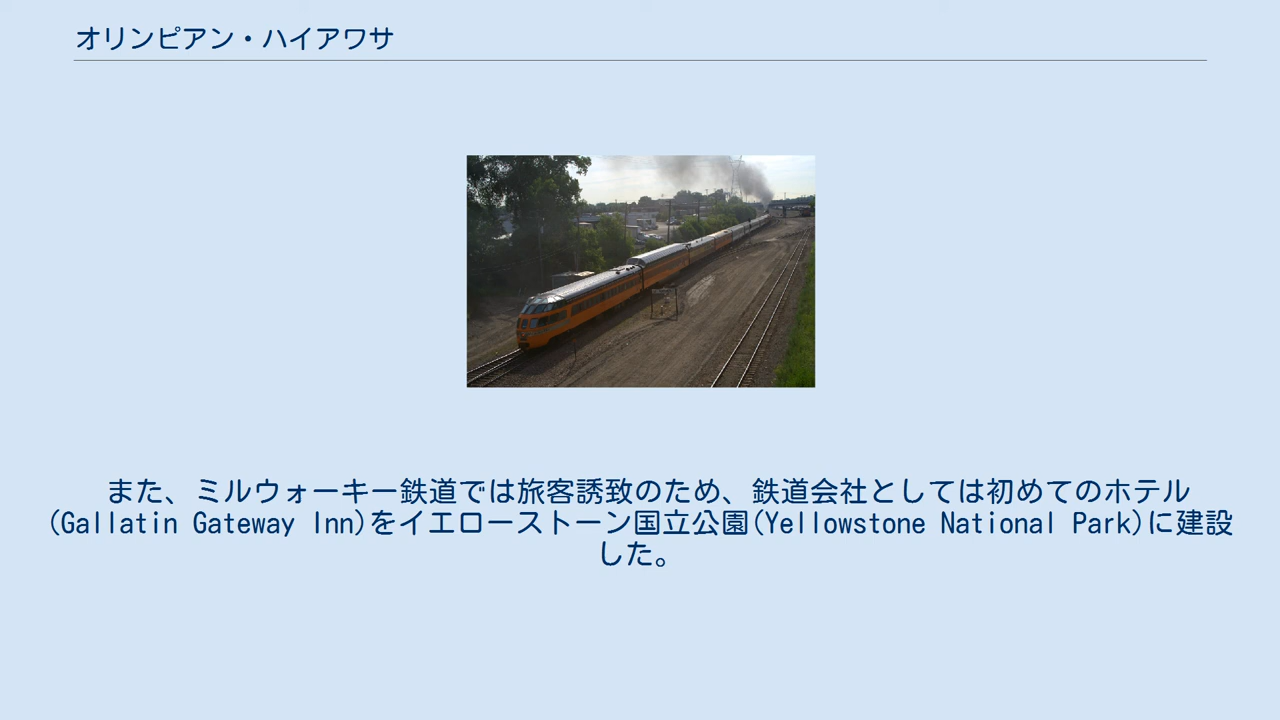 オリンピアン・ハイアワサ
また、ミルウォーキー鉄道では旅客誘致のため、鉄道会社としては初めてのホテル
(Gallatin Gateway Inn)をイエローストーン国立公園(Yellowstone National Park)に建設
した。